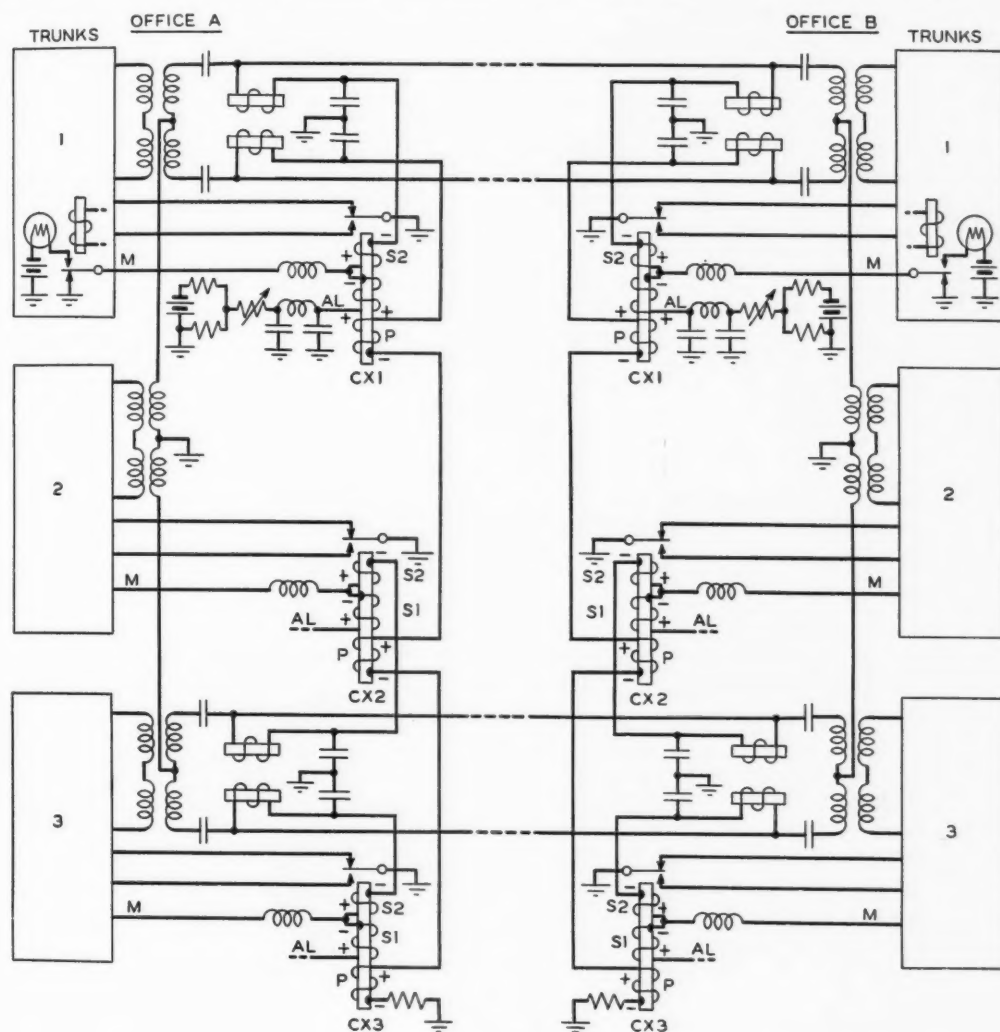 OFFICE A
OFFICE B
TRUNKS
TRUNKS
1
1
- -
+ S2
S2 +
M - - M
AL + + + + AL
P P
- -
CX1
CX1
2
2
- -
+ S2
S2 +
M - S1
S1 - M
AL + + + + AL
P P
- -
CX2
CX2
3
3
- -
+ S2
S2 +
M - S1
S1 - M
AL + + + + AL
P P
- -
CX3
CX3